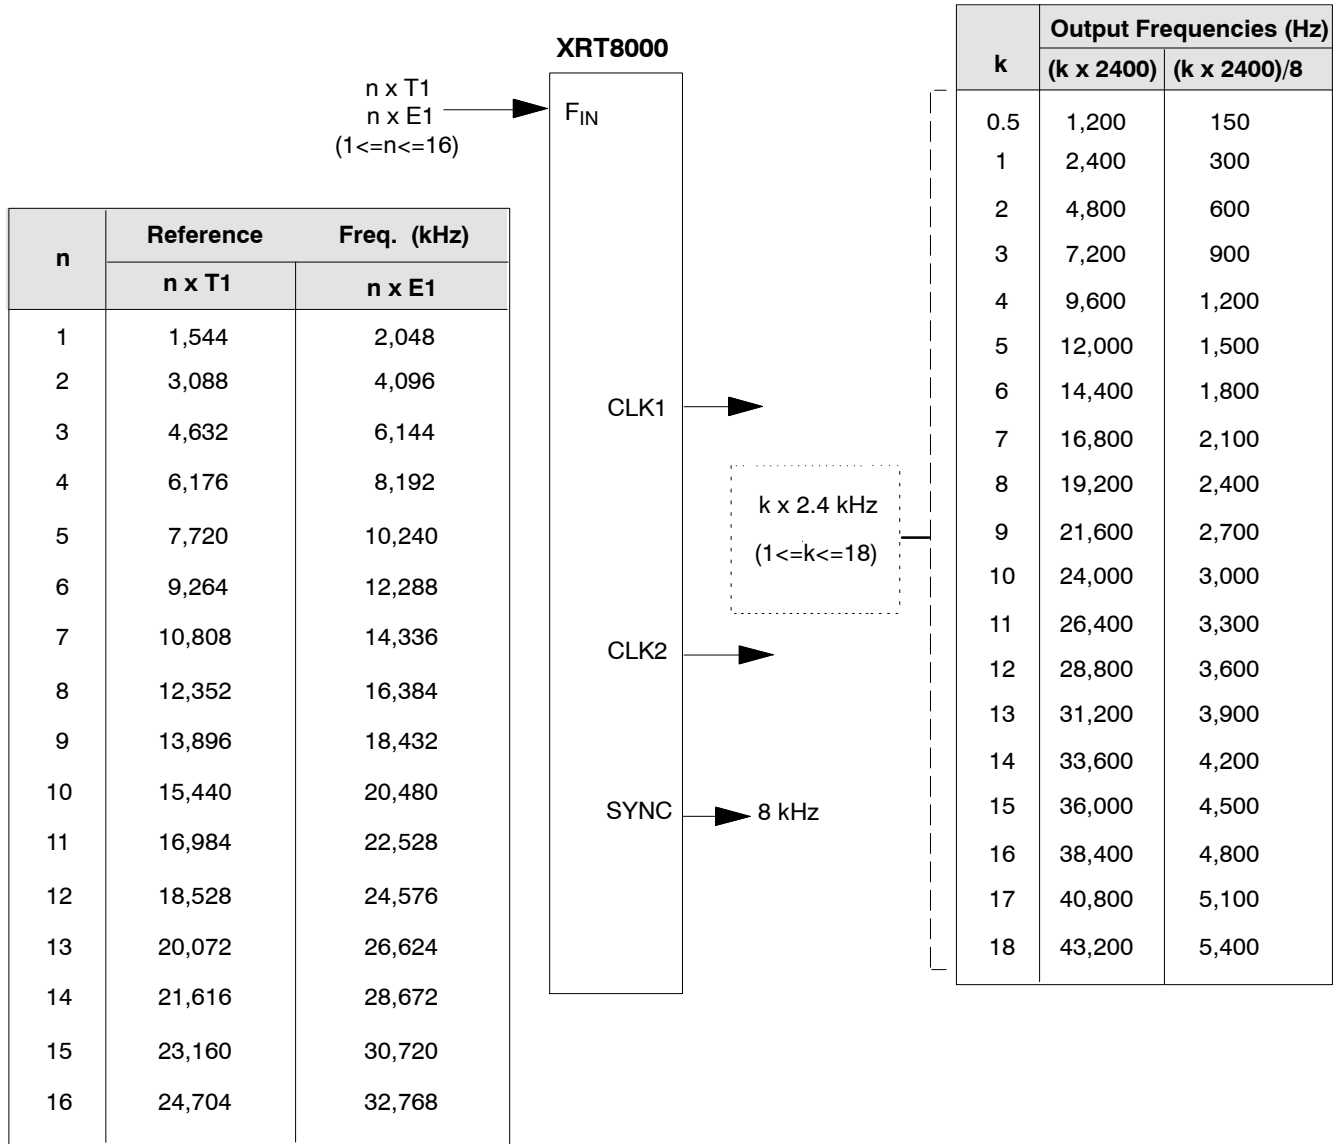 XRT8000
n x T1
n x E1
(1<=n<=16)
FIN
CLK1
k x 2.4 kHz
(1<=k<=18)
CLK2
SYNC
8 kHz
n Reference Freq. (kHz)
n x T1 n x E1
1 1,544 2,048
2 3,088 4,096
3 4,632 6,144
4 6,176 8,192
5 7,720 10,240
6 9,264 12,288
7 10,808 14,336
8 12,352 16,384
9 13,896 18,432
10 15,440 20,480
11 16,984 22,528
12 18,528 24,576
13 20,072 26,624
14 21,616 28,672
15 23,160 30,720
16 24,704 32,768
k Output Frequencies (Hz)
(k x 2400) (k x 2400)/8
0.5 1,200 150
1 2,400 300
2 4,800 600
3 7,200 900
4 9,600 1,200
5 12,000 1,500
6 14,400 1,800
7 16,800 2,100
8 19,200 2,400
9 21,600 2,700
10 24,000 3,000
11 26,400 3,300
12 28,800 3,600
13 31,200 3,900
14 33,600 4,200
15 36,000 4,500
16 38,400 4,800
17 40,800 5,100
18 43,200 5,400